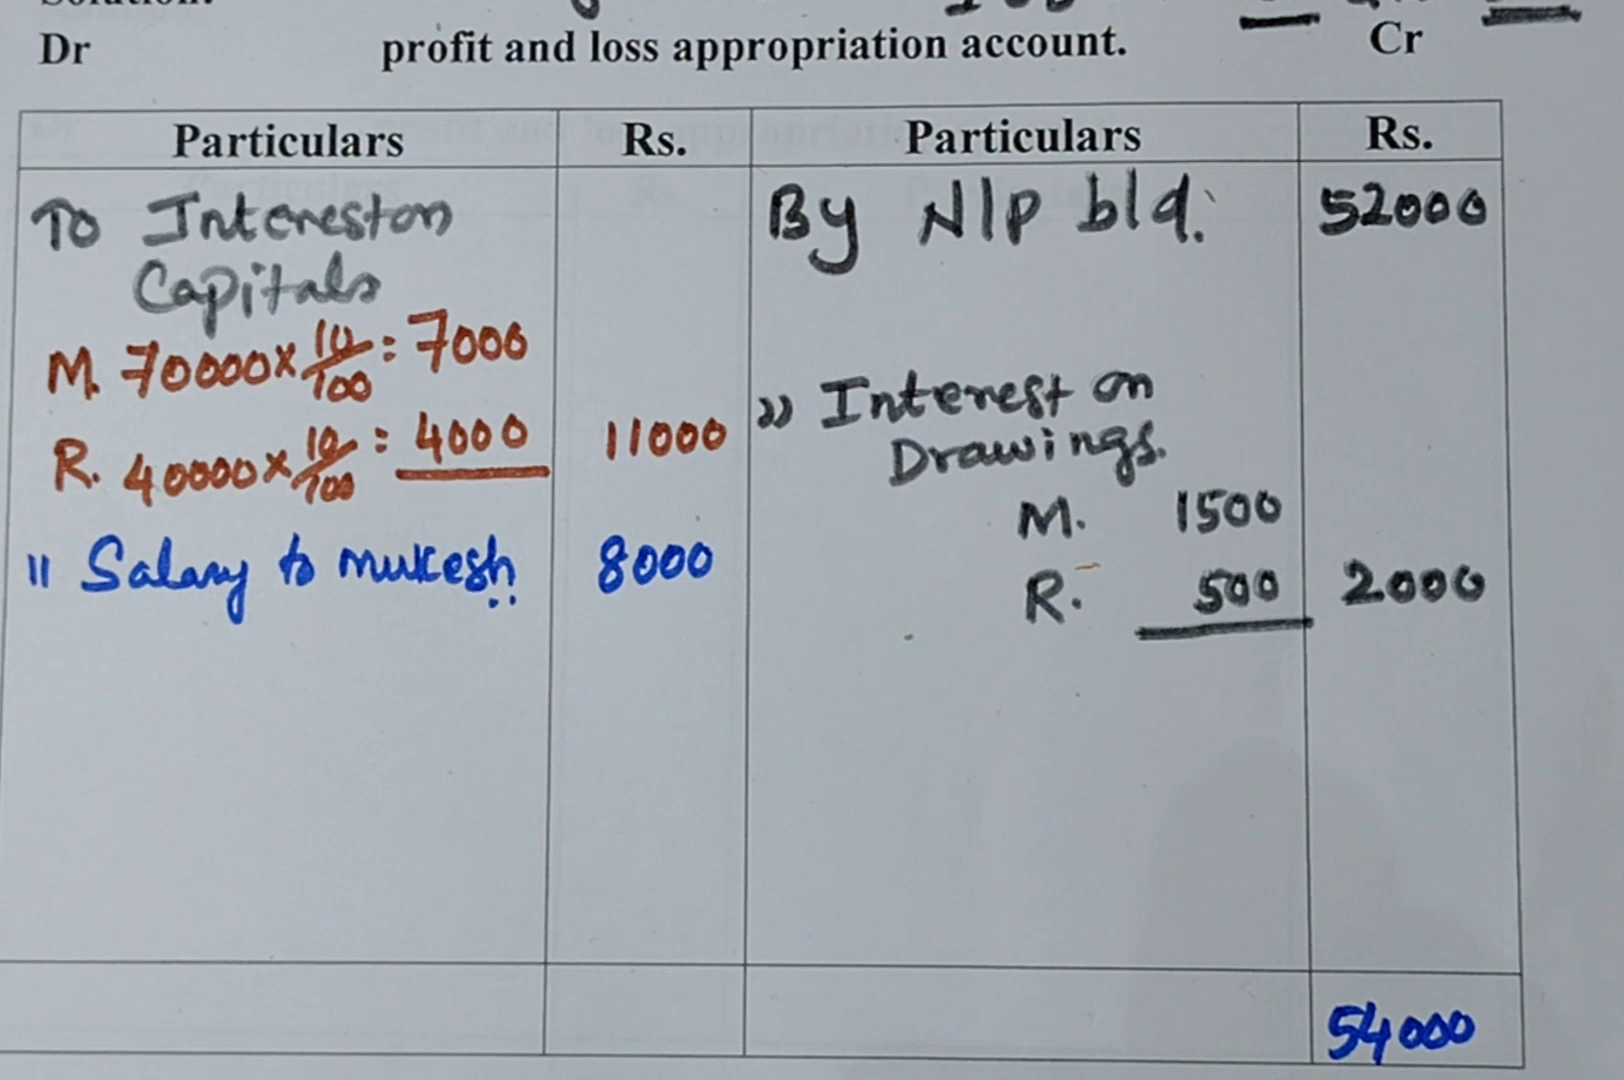 Dr profit and loss appropriation account. Cr
Particulars Rs. Particulars Rs.
To Interest on
Capitals
M. 70000 x 10/100 = 7000
R. 40000 x 10/100 = 4000 11000
" Salary to mukesh 8000
By N/P b/d. 52000
" Interest on
Drawings.
M. 1500
R. 500 2000
54000